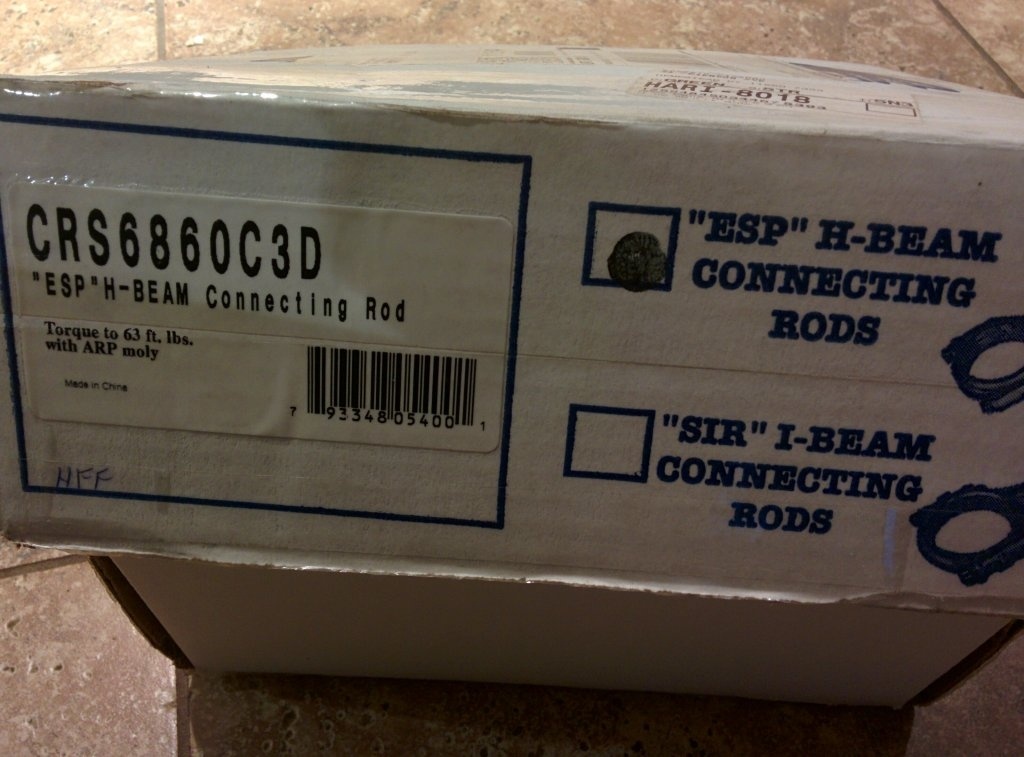 HARI-6018
CRS6860C3D
"ESP" H-BEAM Connecting Rod
Torque to 63 ft. lbs.
with ARP moly
Made in China
7 93348 05400 1
HFF
"ESP" H-BEAM
CONNECTING
RODS
"SIR" I-BEAM
CONNECTING
RODS